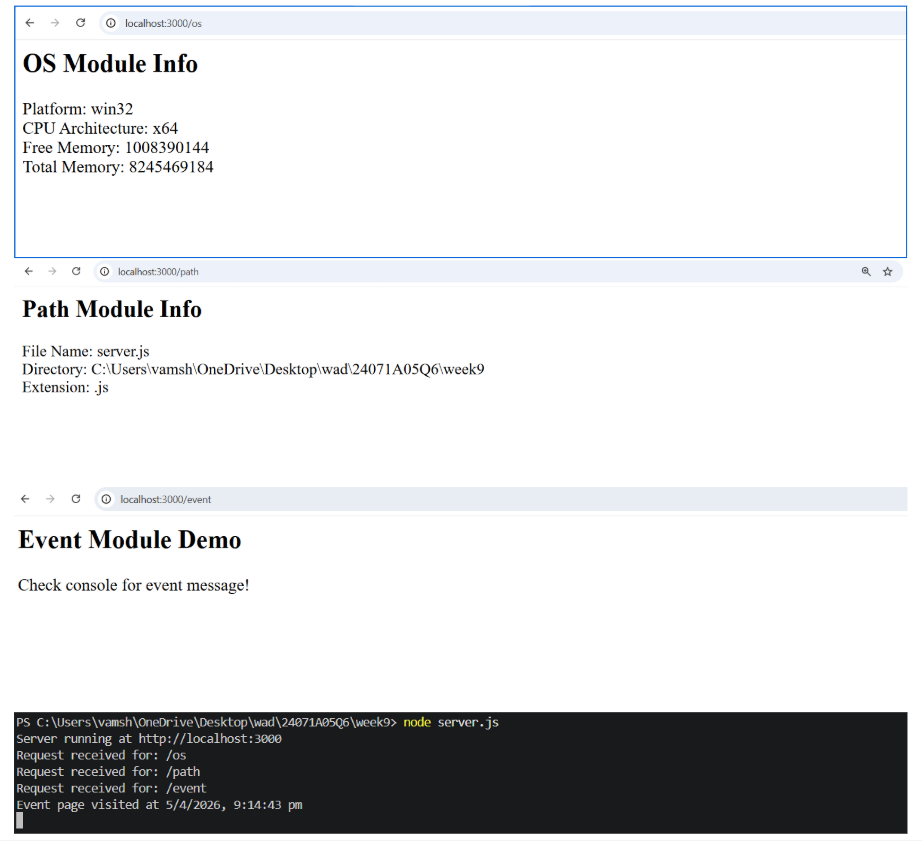 localhost:3000/os
OS Module Info
Platform: win32
CPU Architecture: x64
Free Memory: 1008390144
Total Memory: 8245469184
localhost:3000/path
Path Module Info
File Name: server.js
Directory: C:\Users\vamsh\OneDrive\Desktop\wad\24071A05Q6\week9
Extension: .js
localhost:3000/event
Event Module Demo
Check console for event message!
PS C:\Users\vamsh\OneDrive\Desktop\wad\24071A05Q6\week9> node server.js
Server running at http://localhost:3000
Request received for: /os
Request received for: /path
Request received for: /event
Event page visited at 5/4/2026, 9:14:43 pm